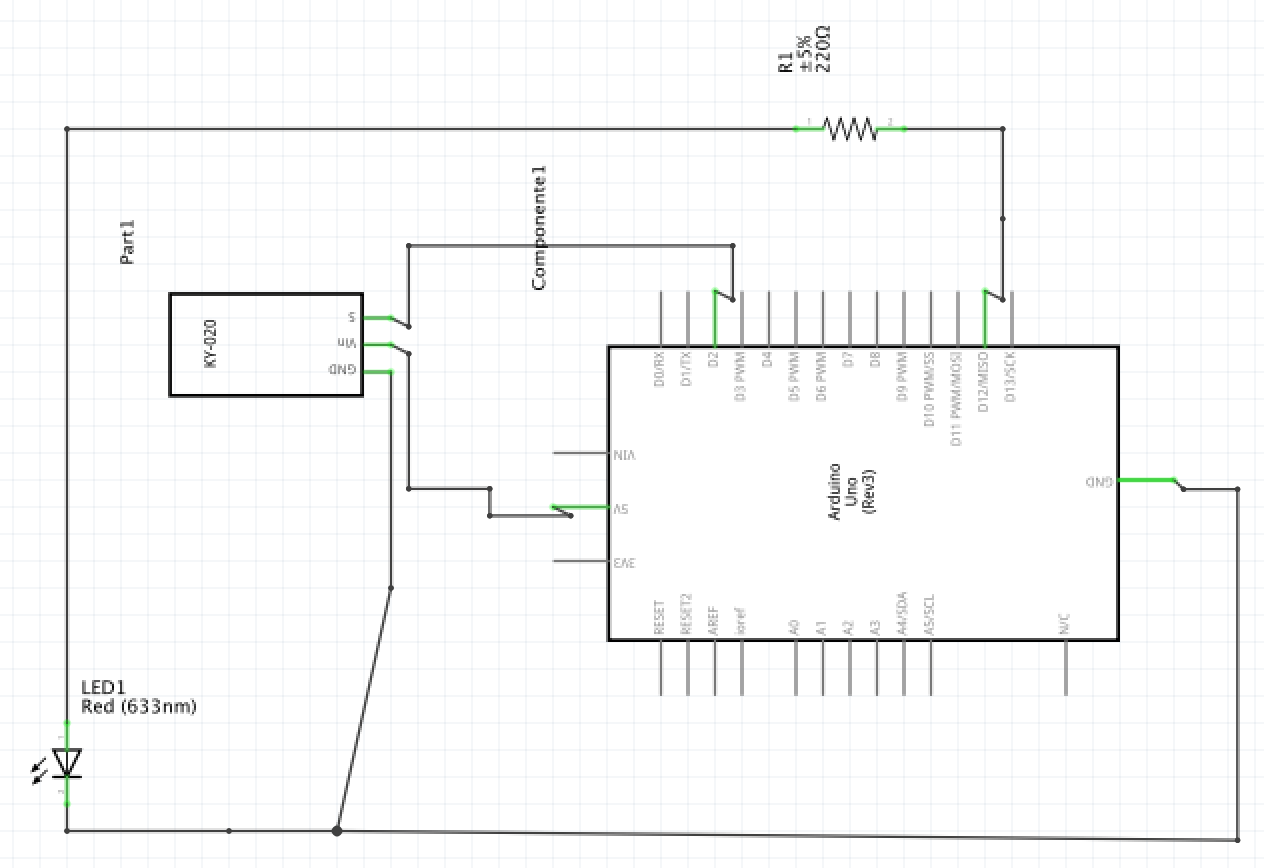 R1
±5%
220Ω
1
2
Componente1
Part1
KY-020
S
Vin
GND
D0/RX
D1/TX
D2
D3 PWM
D4
D5 PWM
D6 PWM
D7
D8
D9 PWM
D10 PWM/SS
D11 PWM/MOSI
D12/MISO
D13/SCK
VIN
5V
3V3
Arduino
Uno
(Rev3)
GND
RESET
RESET2
AREF
ioref
A0
A1
A2
A3
A4/SDA
A5/SCL
N/C
LED1
Red (633nm)
1
2